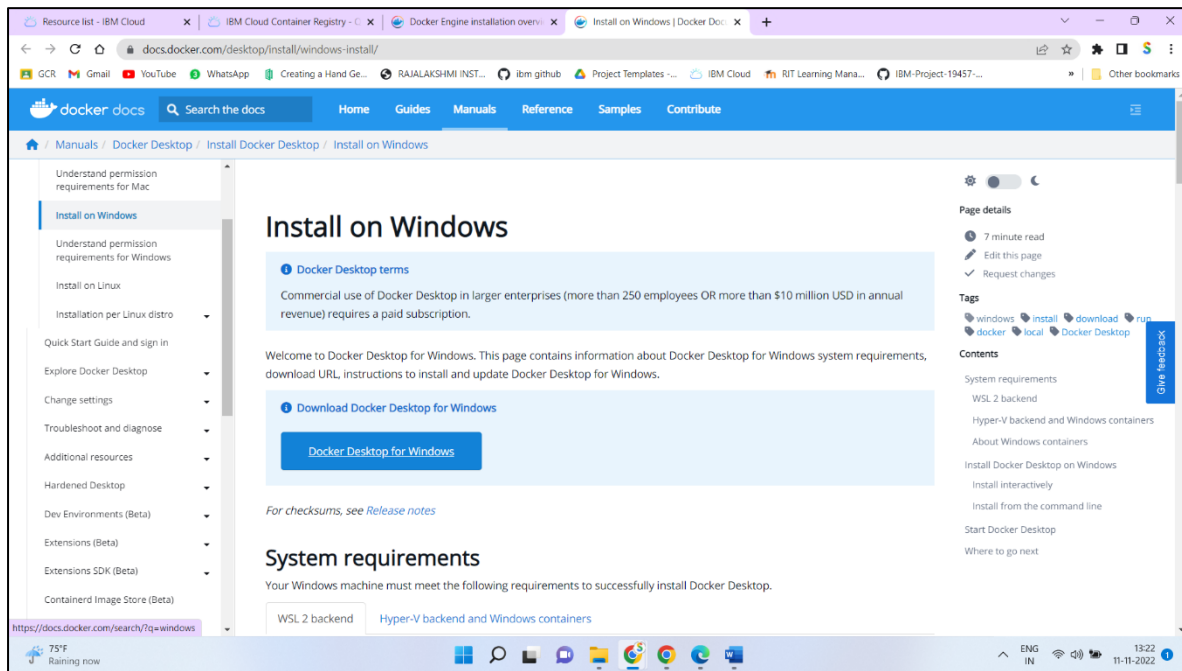 Resource list - IBM Cloud
IBM Cloud Container Registry - C
Docker Engine installation overvie
Install on Windows | Docker Doc
docs.docker.com/desktop/install/windows-install/
GCR
Gmail
YouTube
WhatsApp
Creating a Hand Ge...
RAJALAKSHMI INST...
ibm github
Project Templates -...
IBM Cloud
RIT Learning Mana...
IBM-Project-19457-...
»
Other bookmarks
docker docs
Search the docs
Home
Guides
Manuals
Reference
Samples
Contribute
/ Manuals / Docker Desktop / Install Docker Desktop / Install on Windows
Understand permission
requirements for Mac
Install on Windows
Understand permission
requirements for Windows
Install on Linux
Installation per Linux distro
Quick Start Guide and sign in
Explore Docker Desktop
Change settings
Troubleshoot and diagnose
Additional resources
Hardened Desktop
Dev Environments (Beta)
Extensions (Beta)
Extensions SDK (Beta)
Containerd Image Store (Beta)
https://docs.docker.com/search/?q=windows
Install on Windows
Docker Desktop terms
Commercial use of Docker Desktop in larger enterprises (more than 250 employees OR more than $10 million USD in annual
revenue) requires a paid subscription.
Welcome to Docker Desktop for Windows. This page contains information about Docker Desktop for Windows system requirements,
download URL, instructions to install and update Docker Desktop for Windows.
Download Docker Desktop for Windows
Docker Desktop for Windows
For checksums, see Release notes
System requirements
Your Windows machine must meet the following requirements to successfully install Docker Desktop.
WSL 2 backend
Hyper-V backend and Windows containers
Page details
7 minute read
Edit this page
Request changes
Tags
windows install download run
docker local Docker Desktop
Contents
System requirements
WSL 2 backend
Hyper-V backend and Windows containers
About Windows containers
Install Docker Desktop on Windows
Install interactively
Install from the command line
Start Docker Desktop
Where to go next
Give feedback
75°F
Raining now
ENG
IN
13:22
11-11-2022
1